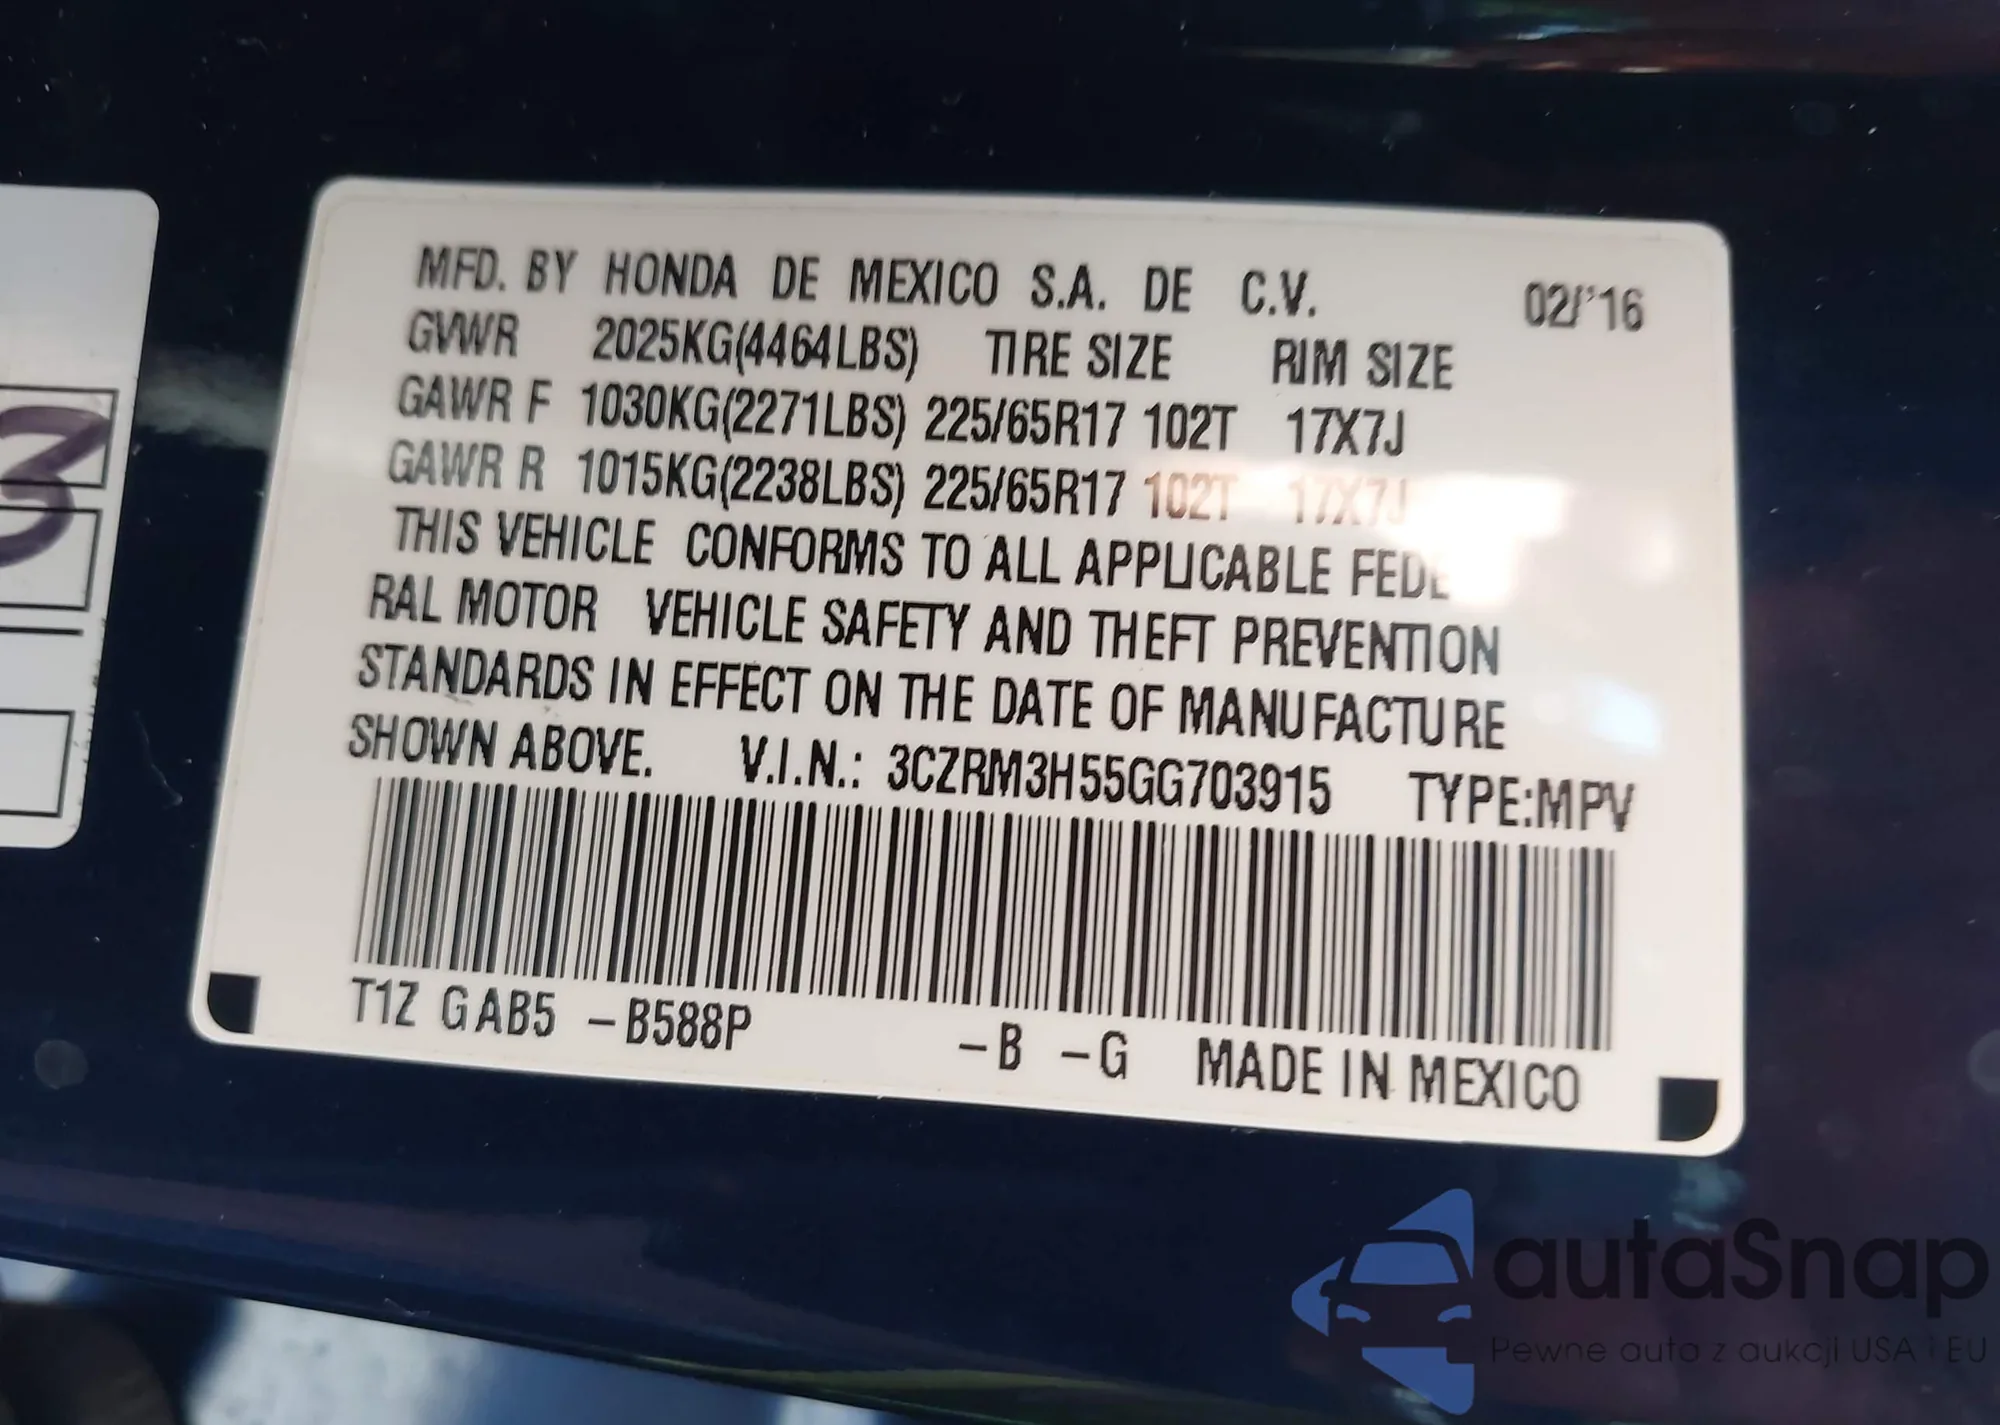 MFD. BY HONDA DE MEXICO S.A. DE C.V. 02/'16
GVWR 2025KG(4464LBS) TIRE SIZE RIM SIZE
GAWR F 1030KG(2271LBS) 225/65R17 102T 17X7J
GAWR R 1015KG(2238LBS) 225/65R17 102T 17X7J
THIS VEHICLE CONFORMS TO ALL APPLICABLE FEDE
RAL MOTOR VEHICLE SAFETY AND THEFT PREVENTION
STANDARDS IN EFFECT ON THE DATE OF MANUFACTURE
SHOWN ABOVE. V.I.N.: 3CZRM3H55GG703915 TYPE:MPV
T1Z GAB5 -B588P -B -G MADE IN MEXICO
3
autaSnap
Pewne auta z aukcji USA i EU